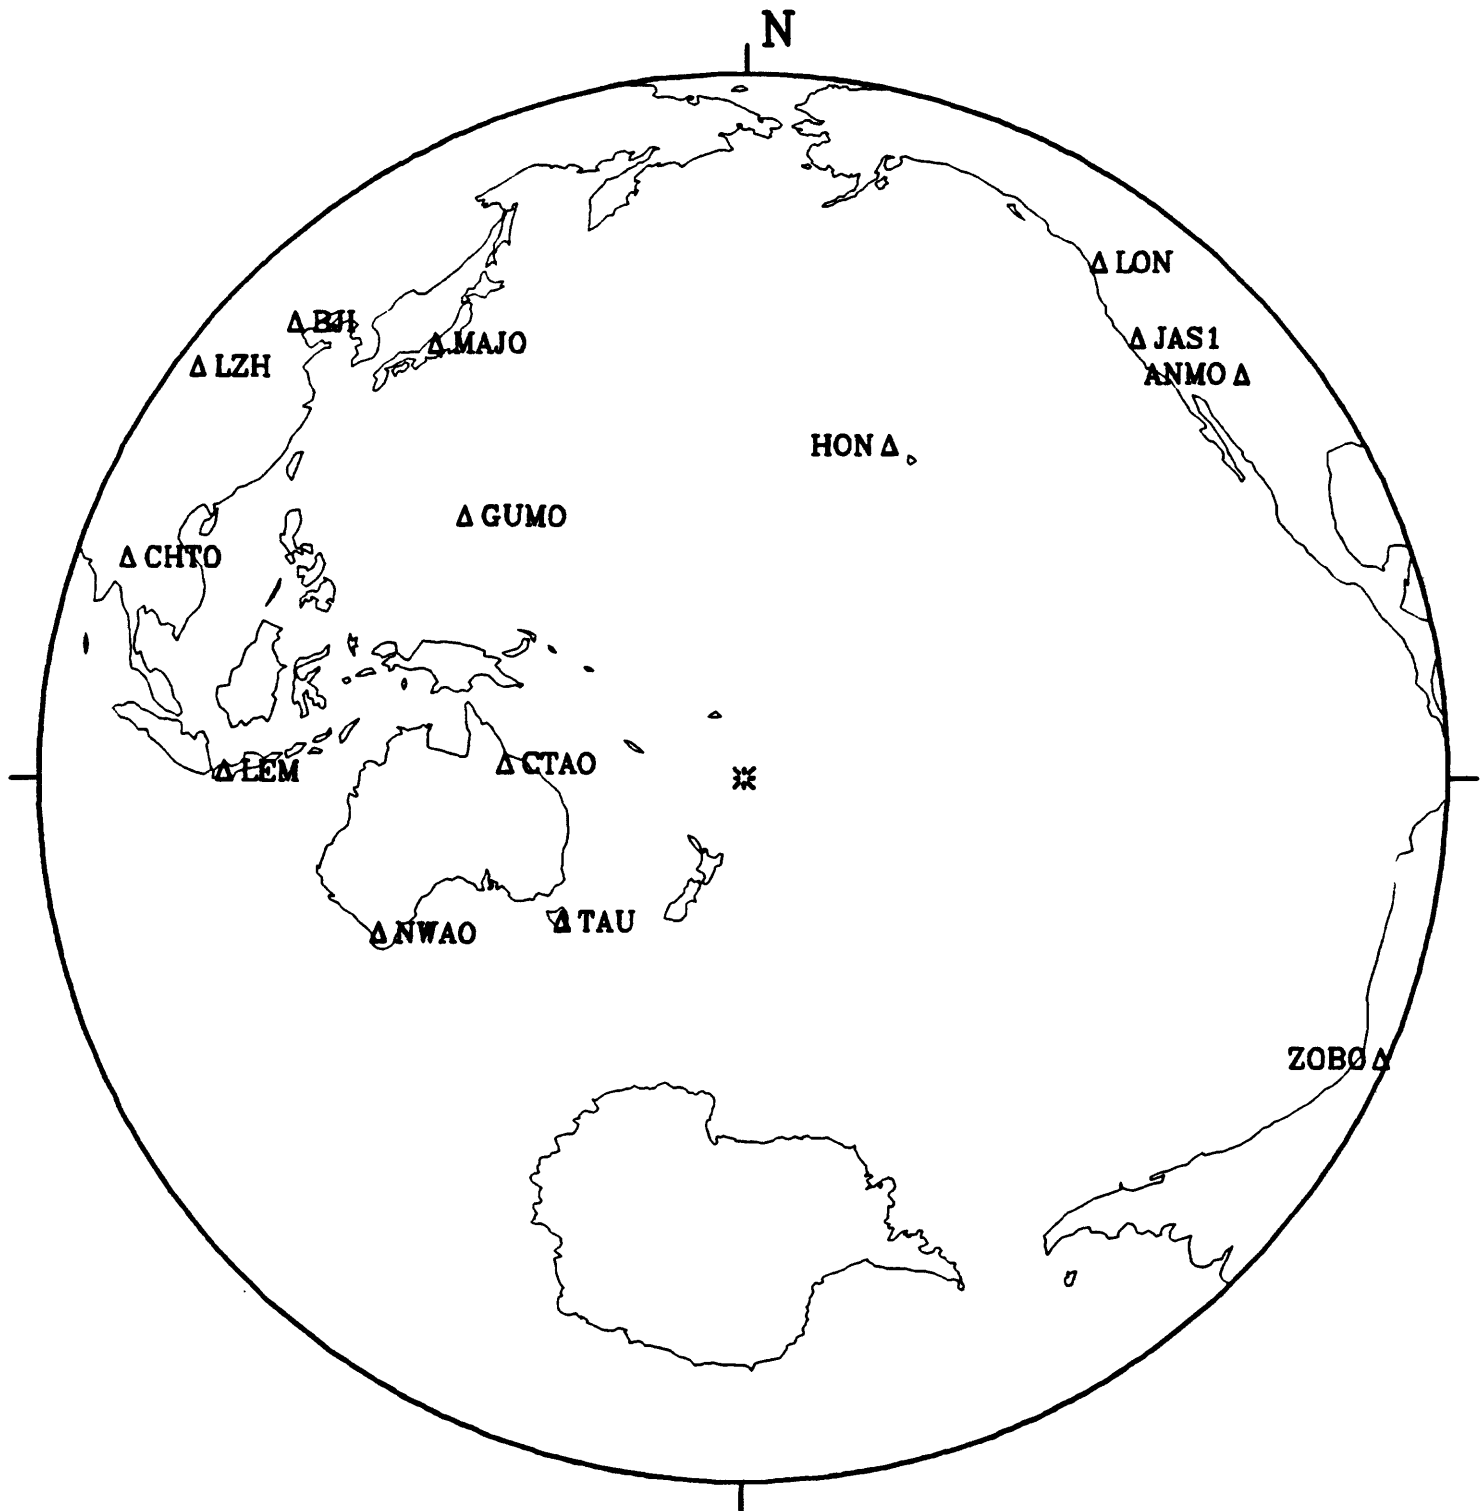 N
LON
BJI
MAJO
JAS1
LZH
ANMO
HON
GUMO
CHTO
CTAO
LEM
TAU
NWAO
ZOBO